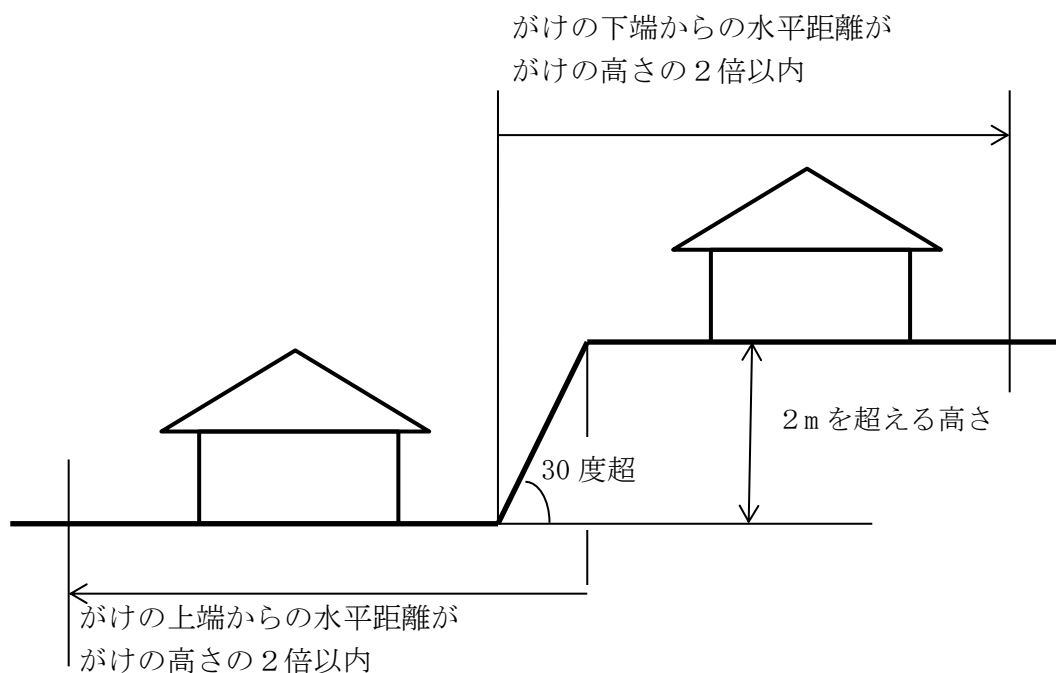 がけの下端からの水平距離が
がけの高さの２倍以内
２ｍを超える高さ
30 度超
がけの上端からの水平距離が
がけの高さの２倍以内